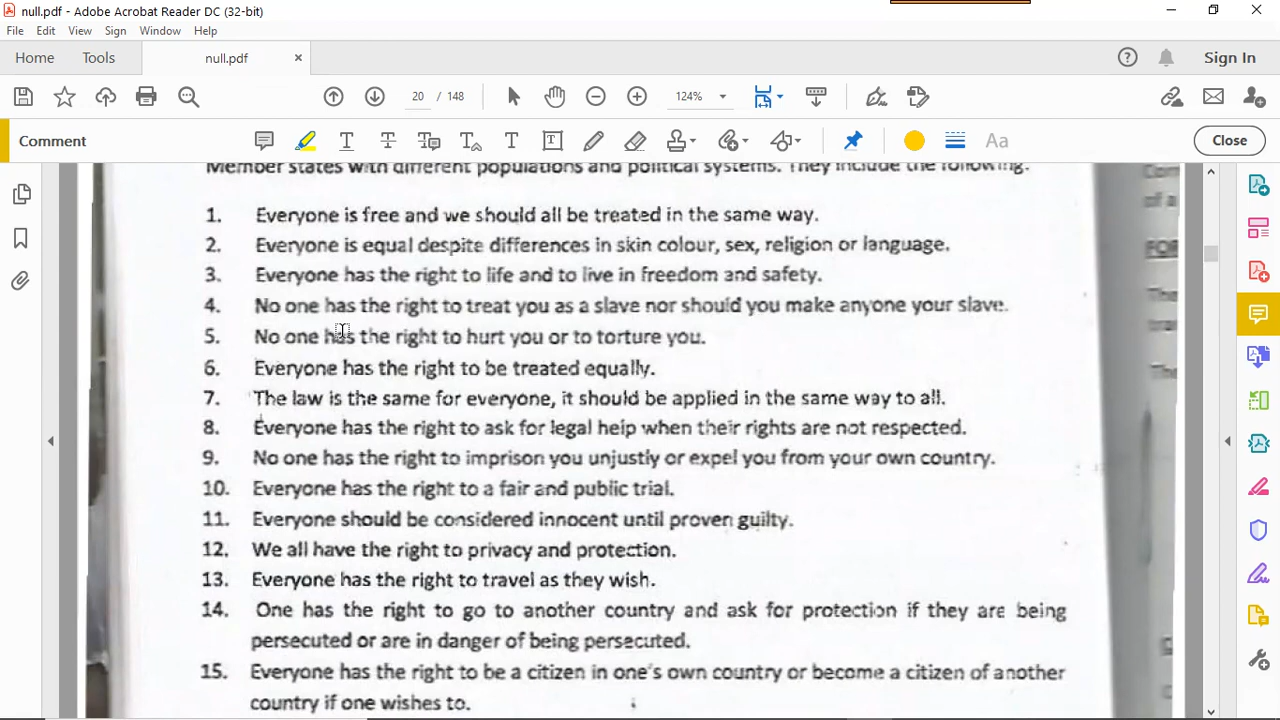 null.pdf - Adobe Acrobat Reader DC (32-bit)
File Edit View Sign Window Help
Home Tools null.pdf × Sign In
20 / 148 124%
Comment Close
Member states with different populations and political systems. They include the following.
1. Everyone is free and we should all be treated in the same way.
2. Everyone is equal despite differences in skin colour, sex, religion or language.
3. Everyone has the right to life and to live in freedom and safety.
4. No one has the right to treat you as a slave nor should you make anyone your slave.
5. No one has the right to hurt you or to torture you.
6. Everyone has the right to be treated equally.
7. The law is the same for everyone, it should be applied in the same way to all.
8. Everyone has the right to ask for legal help when their rights are not respected.
9. No one has the right to imprison you unjustly or expel you from your own country.
10. Everyone has the right to a fair and public trial.
11. Everyone should be considered innocent until proven guilty.
12. We all have the right to privacy and protection.
13. Everyone has the right to travel as they wish.
14. One has the right to go to another country and ask for protection if they are being
persecuted or are in danger of being persecuted.
15. Everyone has the right to be a citizen in one's own country or become a citizen of another
country if one wishes to.